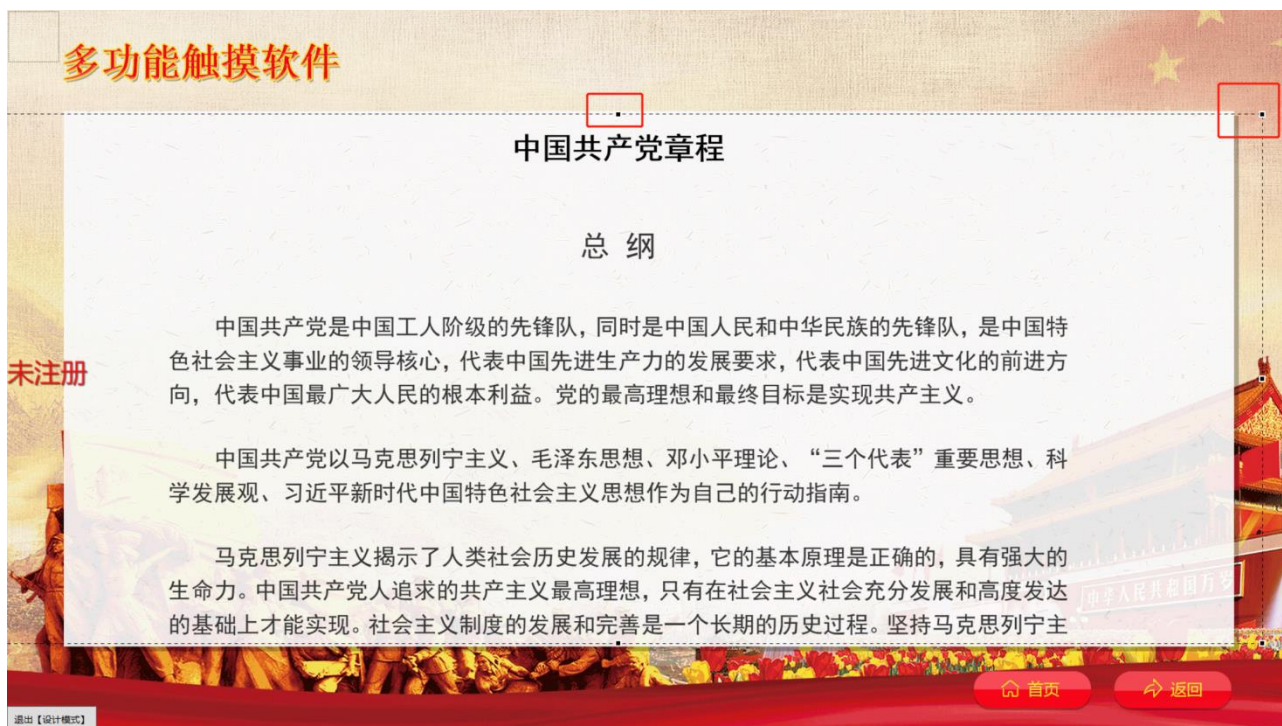 多功能触摸软件
中国共产党章程
总 纲
中国共产党是中国工人阶级的先锋队，同时是中国人民和中华民族的先锋队，是中国特
色社会主义事业的领导核心，代表中国先进生产力的发展要求，代表中国先进文化的前进方
未注册
向，代表中国最广大人民的根本利益。党的最高理想和最终目标是实现共产主义。
中国共产党以马克思列宁主义、毛泽东思想、邓小平理论、“三个代表”重要思想、科
学发展观、习近平新时代中国特色社会主义思想作为自己的行动指南。
马克思列宁主义揭示了人类社会历史发展的规律，它的基本原理是正确的，具有强大的
生命力。中国共产党人追求的共产主义最高理想，只有在社会主义社会充分发展和高度发达
中华人民共和国万岁
的基础上才能实现。社会主义制度的发展和完善是一个长期的历史过程。坚持马克思列宁主
首页
返回
退出【设计模式】